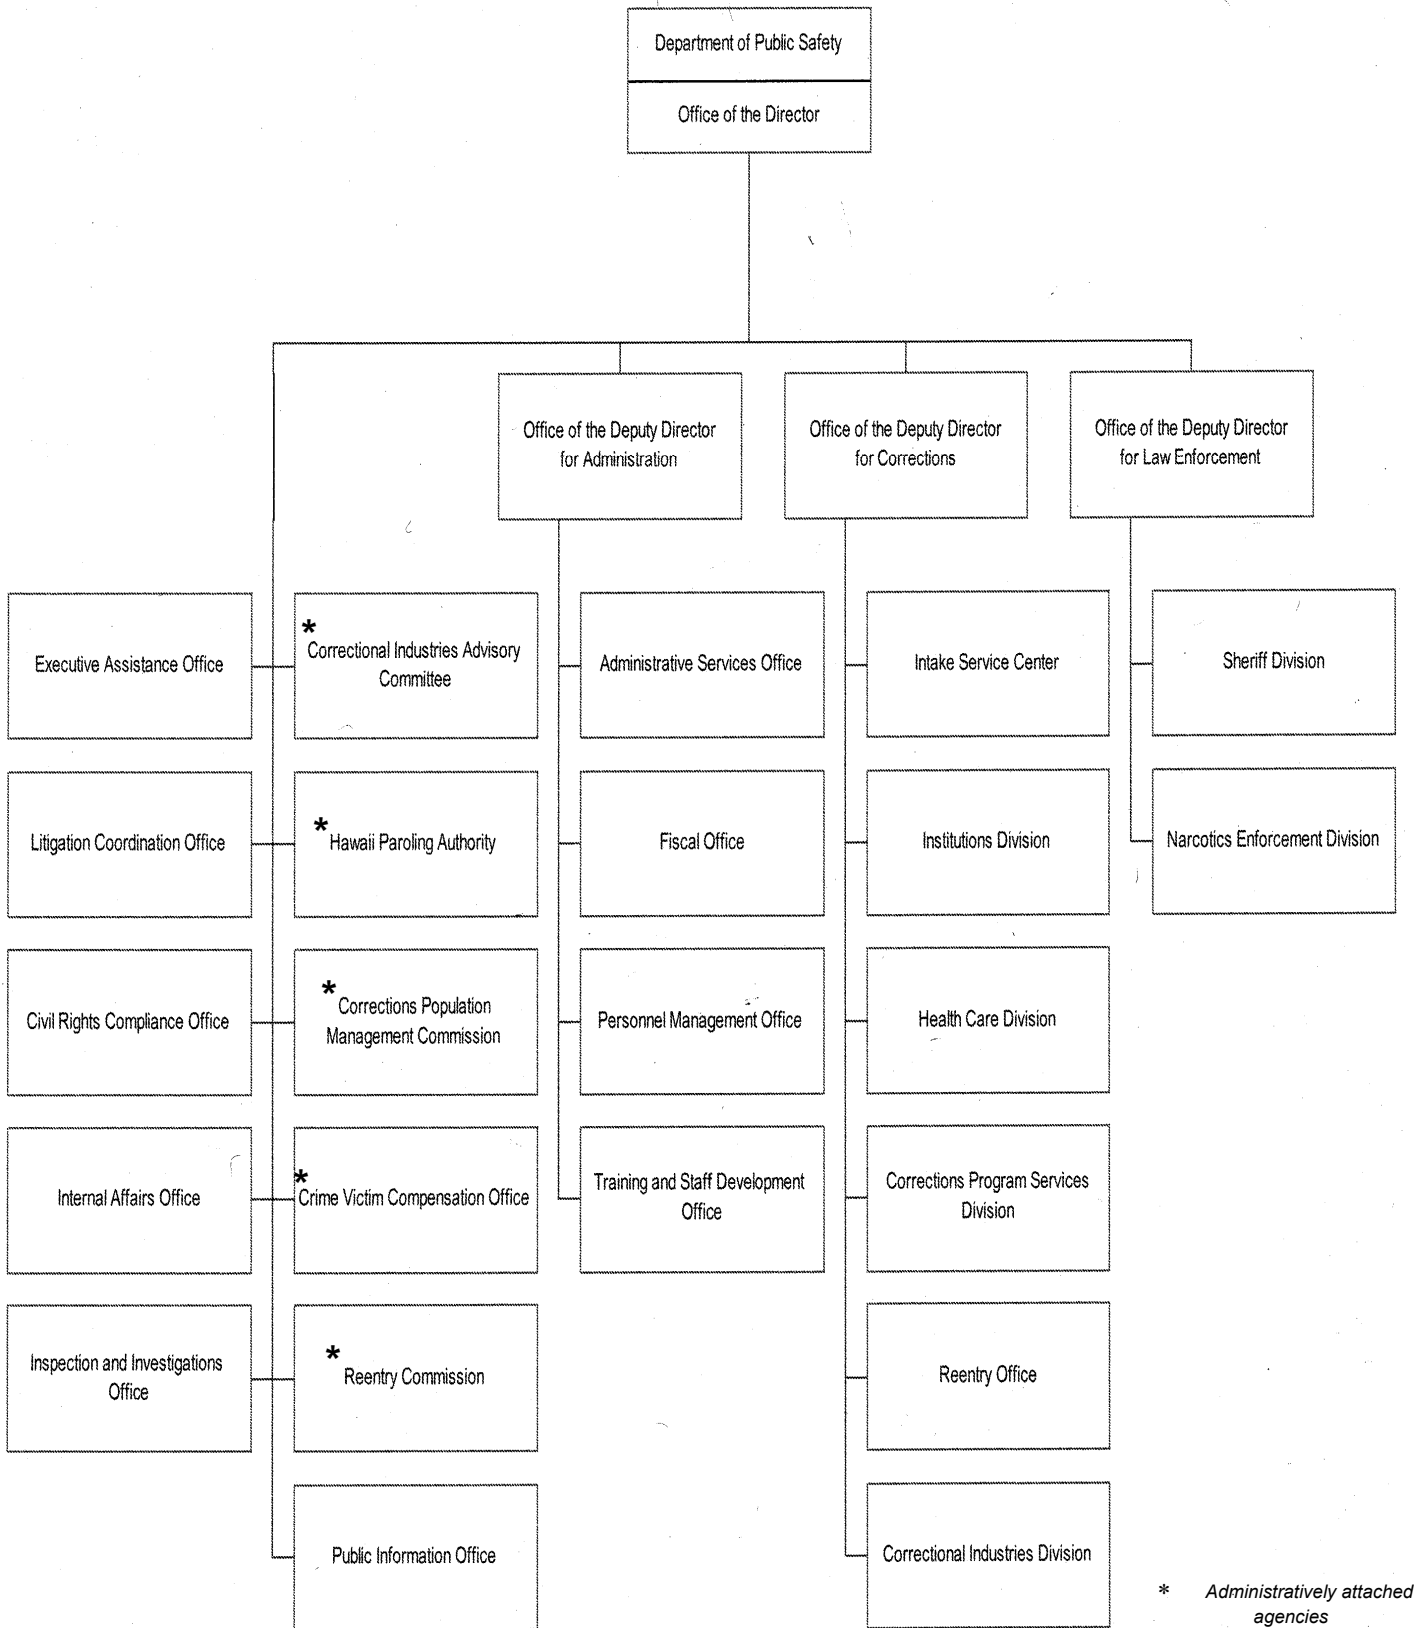 Department of Public Safety
Office of the Director
Office of the Deputy Director
for Administration
Office of the Deputy Director
for Corrections
Office of the Deputy Director
for Law Enforcement
Executive Assistance Office
*
Correctional Industries Advisory
Committee
Administrative Services Office
Intake Service Center
Sheriff Division
Litigation Coordination Office
*
Hawaii Paroling Authority
Fiscal Office
Institutions Division
Narcotics Enforcement Division
Civil Rights Compliance Office
*
Corrections Population
Management Commission
Personnel Management Office
Health Care Division
Internal Affairs Office
*
Crime Victim Compensation Office
Training and Staff Development
Office
Corrections Program Services
Division
Inspection and Investigations
Office
*
Reentry Commission
Reentry Office
Public Information Office
Correctional Industries Division
* Administratively attached
agencies